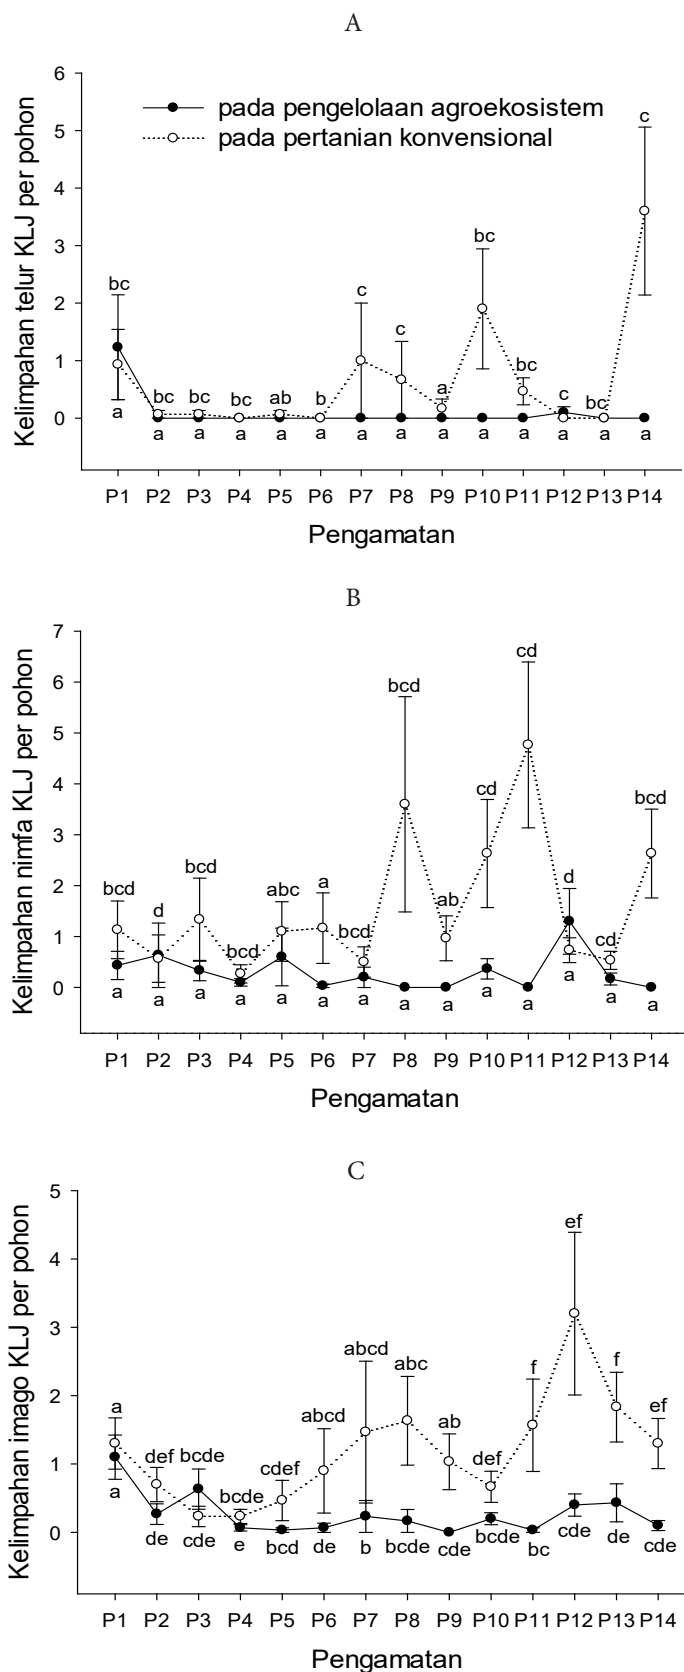 A
6
pada pengelolaan agroekosistem
pada pertanian konvensional
5
4
3
2
1
0
Kelimpahan telur KLJ per pohon
bc bc bc bc ab b c c a bc bc c bc c
a a a a a a a a a a a a a a
P1 P2 P3 P4 P5 P6 P7 P8 P9 P10 P11 P12 P13 P14
Pengamatan
B
7
6
5
4
3
2
1
0
Kelimpahan nimfa KLJ per pohon
bcd d bcd bcd abc a bcd bcd ab cd cd d cd bcd
a a a a a a a a a a a a a a
P1 P2 P3 P4 P5 P6 P7 P8 P9 P10 P11 P12 P13 P14
Pengamatan
C
5
4
3
2
1
0
Kelimpahan imago KLJ per pohon
a def bcde bcde cdef abcd abcd abc ab def f ef f ef
a de cde e bcd de b bcde cde bcde bc cde de cde
P1 P2 P3 P4 P5 P6 P7 P8 P9 P10 P11 P12 P13 P14
Pengamatan